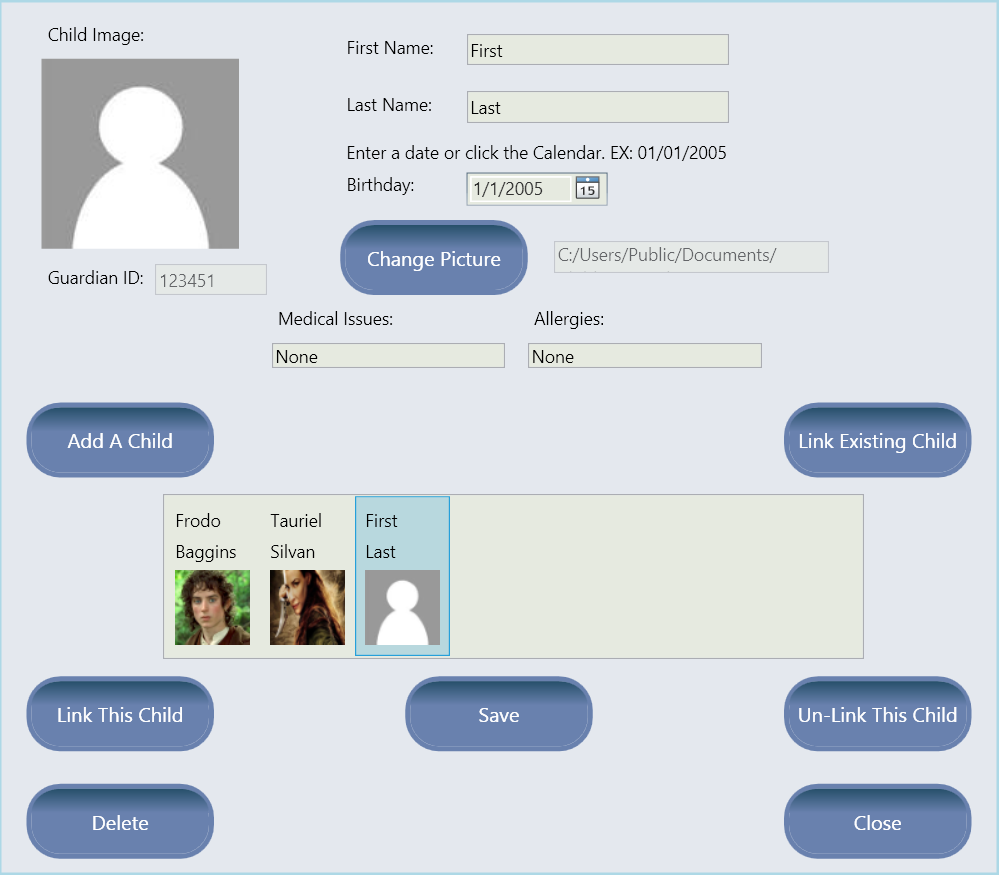 Child Image:
First Name: First
Last Name: Last
Enter a date or click the Calendar. EX: 01/01/2005
Birthday: 1/1/2005 15
Change Picture C:/Users/Public/Documents/
Guardian ID: 123451
Medical Issues: Allergies:
None None
Add A Child Link Existing Child
Frodo Tauriel First
Baggins Silvan Last
Link This Child Save Un-Link This Child
Delete Close